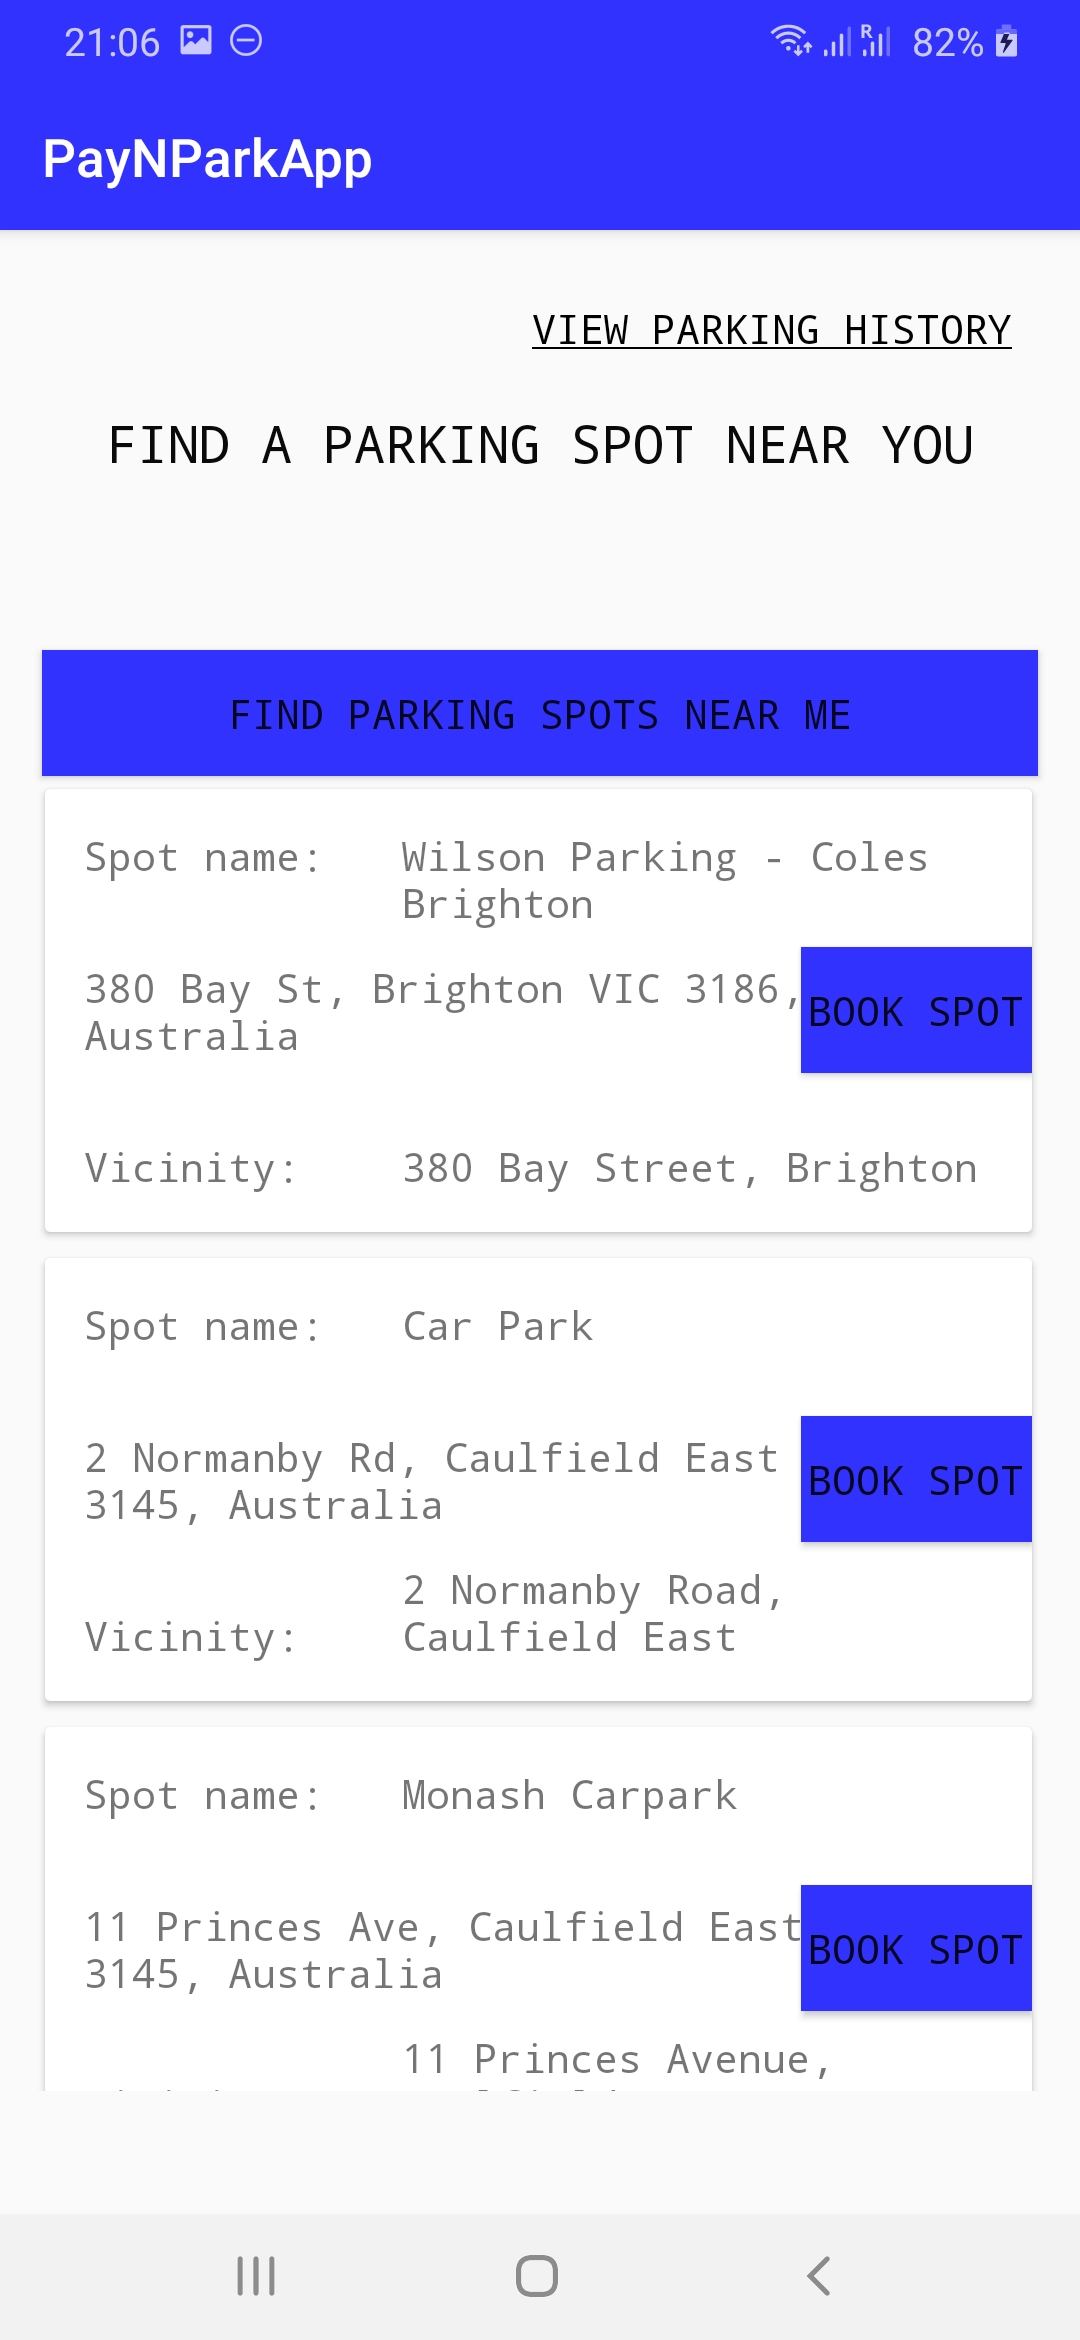 21:06
R
82%
PayNParkApp
VIEW PARKING HISTORY
FIND A PARKING SPOT NEAR YOU
FIND PARKING SPOTS NEAR ME
Spot name: Wilson Parking - Coles
Brighton
380 Bay St, Brighton VIC 3186,
Australia
BOOK SPOT
Vicinity: 380 Bay Street, Brighton
Spot name: Car Park
2 Normanby Rd, Caulfield East
3145, Australia
BOOK SPOT
2 Normanby Road,
Vicinity: Caulfield East
Spot name: Monash Carpark
11 Princes Ave, Caulfield East
3145, Australia
BOOK SPOT
11 Princes Avenue,